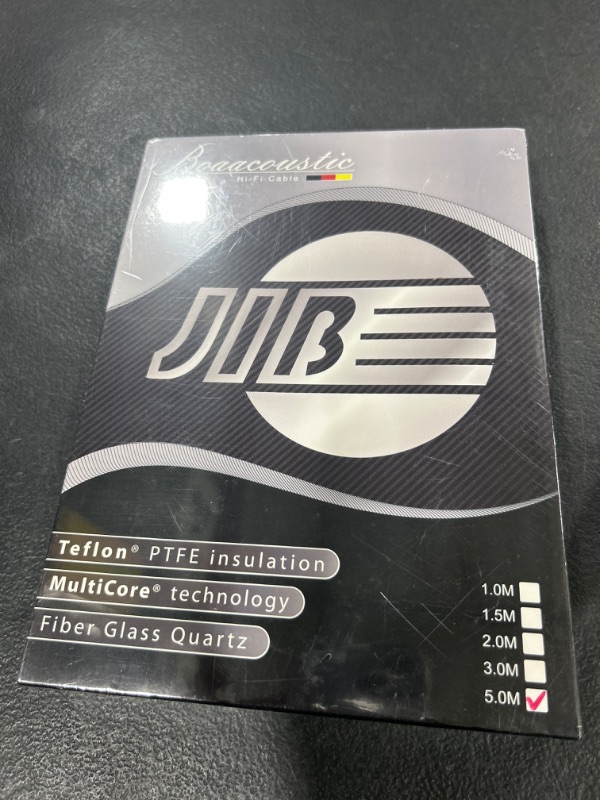 Boaacoustic
Hi-Fi Cable
JIB
Teflon® PTFE insulation
MultiCore® technology
Fiber Glass Quartz
1.0M
1.5M
2.0M
3.0M
5.0M